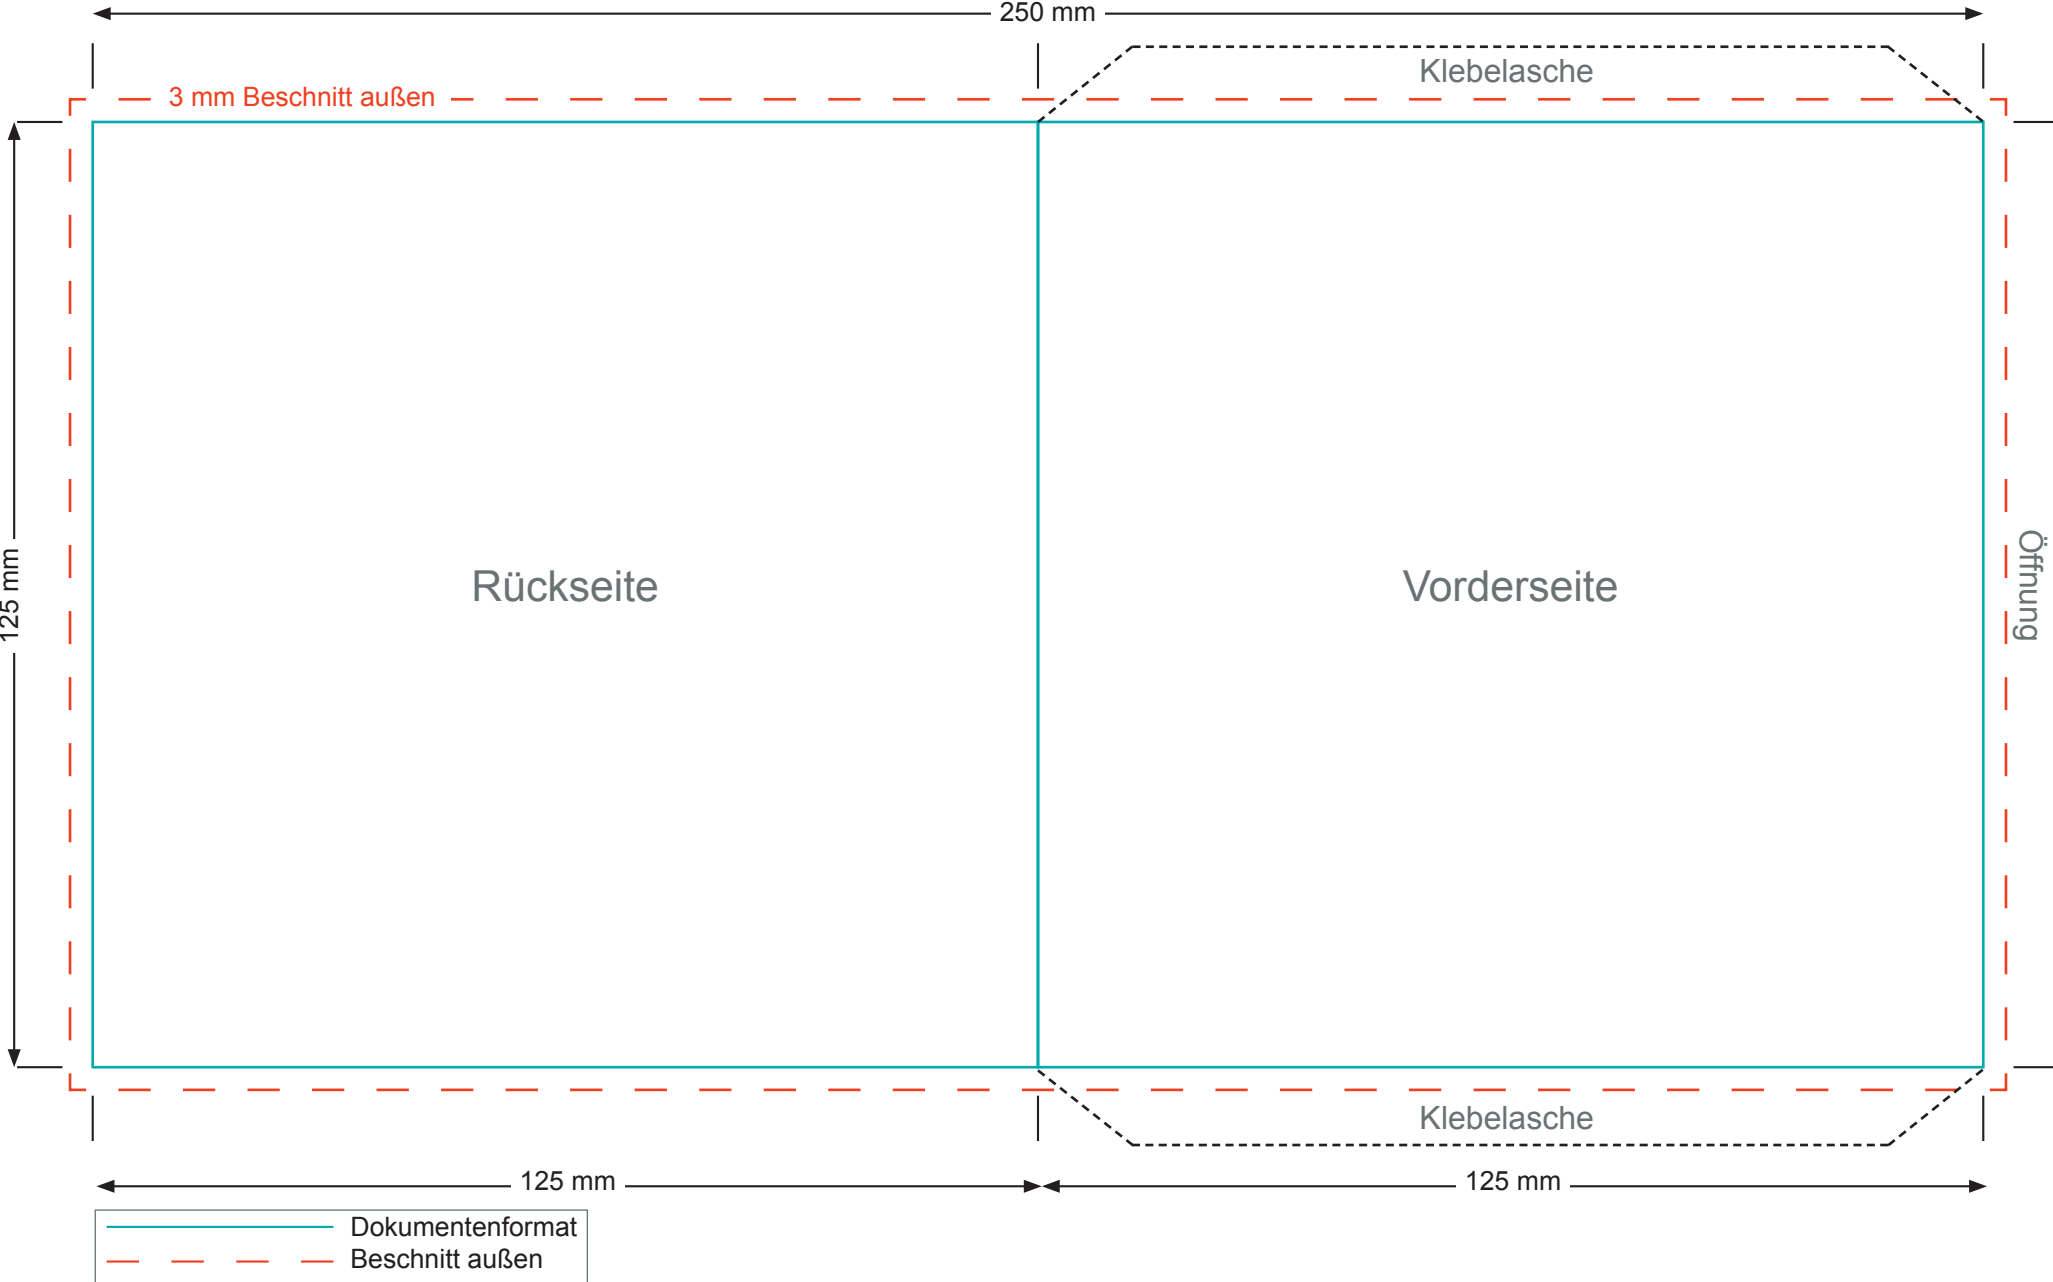 250 mm
Klebelasche
3 mm Beschnitt außen
125 mm
Rückseite
Vorderseite
Öffnung
Klebelasche
125 mm
125 mm
Dokumentenformat
Beschnitt außen